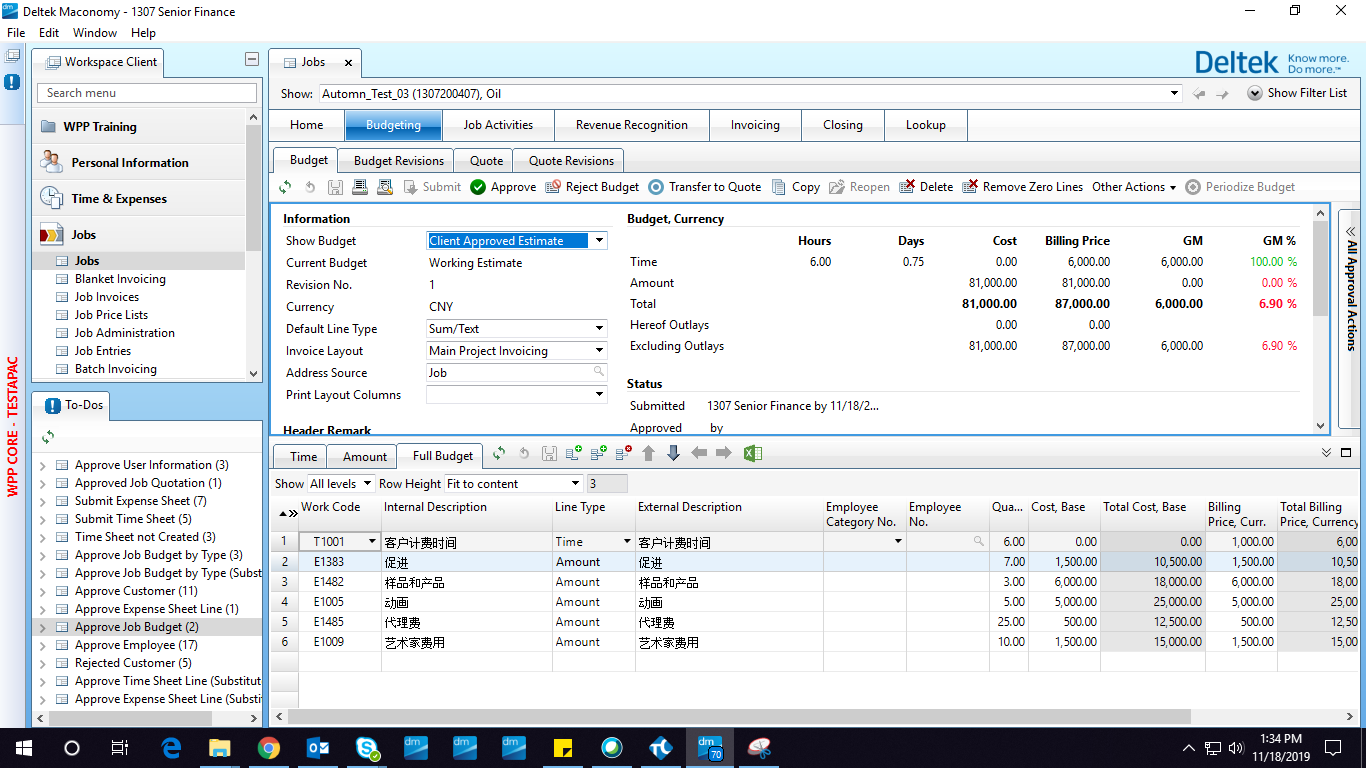 Deltek Maconomy - 1307 Senior Finance
File Edit Window Help
Workspace Client
Search menu
WPP Training
Personal Information
Time & Expenses
Jobs
Jobs
Blanket Invoicing
Job Invoices
Job Price Lists
Job Administration
Job Entries
Batch Invoicing
WPP CORE - TESTAPAC
To-Dos
Approve User Information (3)
Approved Job Quotation (1)
Submit Expense Sheet (7)
Submit Time Sheet (5)
Time Sheet not Created (3)
Approve Job Budget by Type (3)
Approve Job Budget by Type (Subst
Approve Customer (11)
Approve Expense Sheet Line (1)
Approve Job Budget (2)
Approve Employee (17)
Rejected Customer (5)
Approve Time Sheet Line (Substitut
Approve Expense Sheet Line (Substi
Jobs
Deltek Know more. Do more.™
Show: Automn_Test_03 (1307200407), Oil Show Filter List
Home Budgeting Job Activities Revenue Recognition Invoicing Closing Lookup
Budget Budget Revisions Quote Quote Revisions
Submit Approve Reject Budget Transfer to Quote Copy Reopen Delete Remove Zero Lines Other Actions Periodize Budget
Information
Show Budget Client Approved Estimate
Current Budget Working Estimate
Revision No. 1
Currency CNY
Default Line Type Sum/Text
Invoice Layout Main Project Invoicing
Address Source Job
Print Layout Columns
Header Remark
Budget, Currency
Hours Days Cost Billing Price GM GM %
Time 6.00 0.75 0.00 6,000.00 6,000.00 100.00 %
Amount 81,000.00 81,000.00 0.00 0.00 %
Total 81,000.00 87,000.00 6,000.00 6.90 %
Hereof Outlays 0.00 0.00
Excluding Outlays 81,000.00 87,000.00 6,000.00 6.90 %
Status
Submitted 1307 Senior Finance by 11/18/2...
Approved by
All Approval Actions
Time Amount Full Budget
Show All levels Row Height Fit to content 3
Work Code Internal Description Line Type External Description Employee Category No. Employee No. Qua... Cost, Base Total Cost, Base Billing Price, Curr. Total Billing Price, Currency
1 T1001 客户计费时间 Time 客户计费时间 6.00 0.00 0.00 1,000.00 6,00
2 E1383 促进 Amount 促进 7.00 1,500.00 10,500.00 1,500.00 10,50
3 E1482 样品和产品 Amount 样品和产品 3.00 6,000.00 18,000.00 6,000.00 18,00
4 E1005 动画 Amount 动画 5.00 5,000.00 25,000.00 5,000.00 25,00
5 E1485 代理费 Amount 代理费 25.00 500.00 12,500.00 500.00 12,50
6 E1009 艺术家费用 Amount 艺术家费用 10.00 1,500.00 15,000.00 1,500.00 15,00
dm dm dm dm 70
1:34 PM
11/18/2019